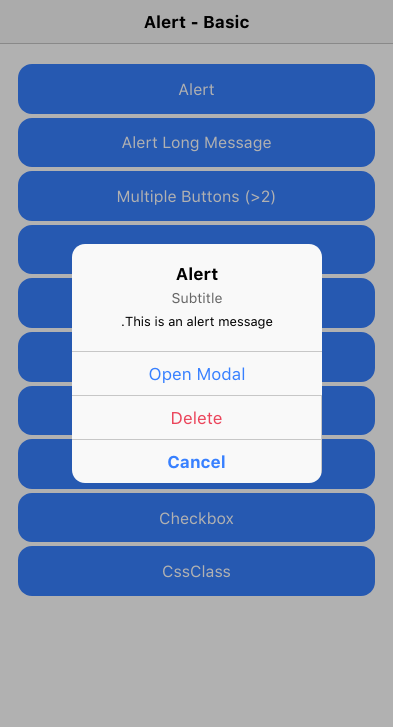 Alert - Basic
Alert
Alert Long Message
Multiple Buttons (>2)
Alert
Subtitle
.This is an alert message
Open Modal
Delete
Cancel
Checkbox
CssClass